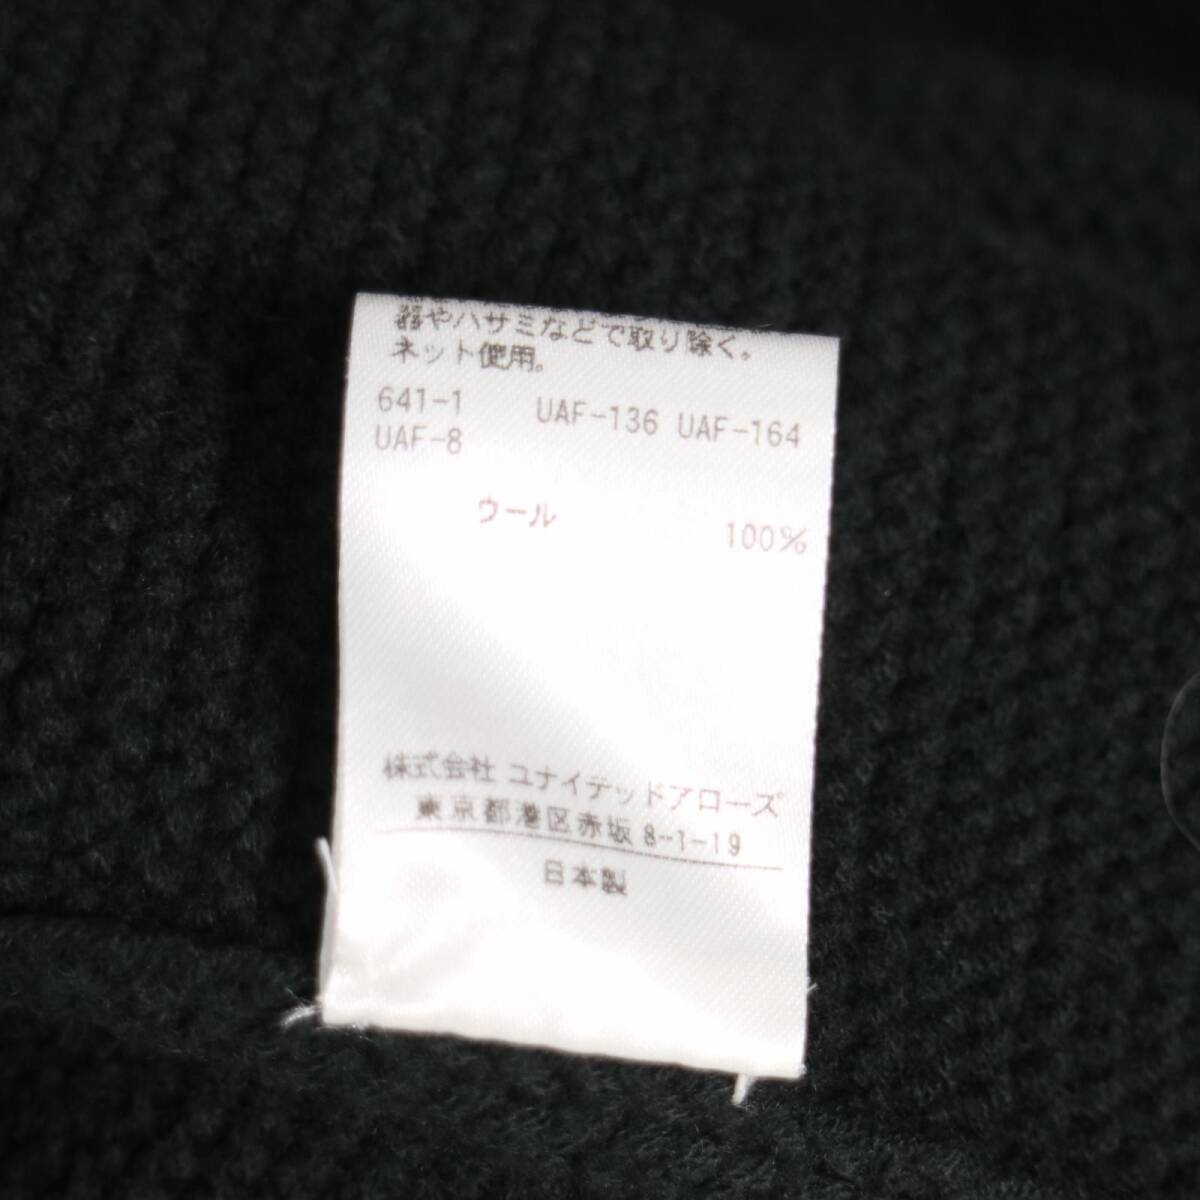 器やハサミなどで取り除く。
ネット使用。
641-1 UAF-136 UAF-164
UAF-8
ウール 100%
株式会社 ユナイテッドアローズ
東京都港区赤坂 8-1-19
日本製